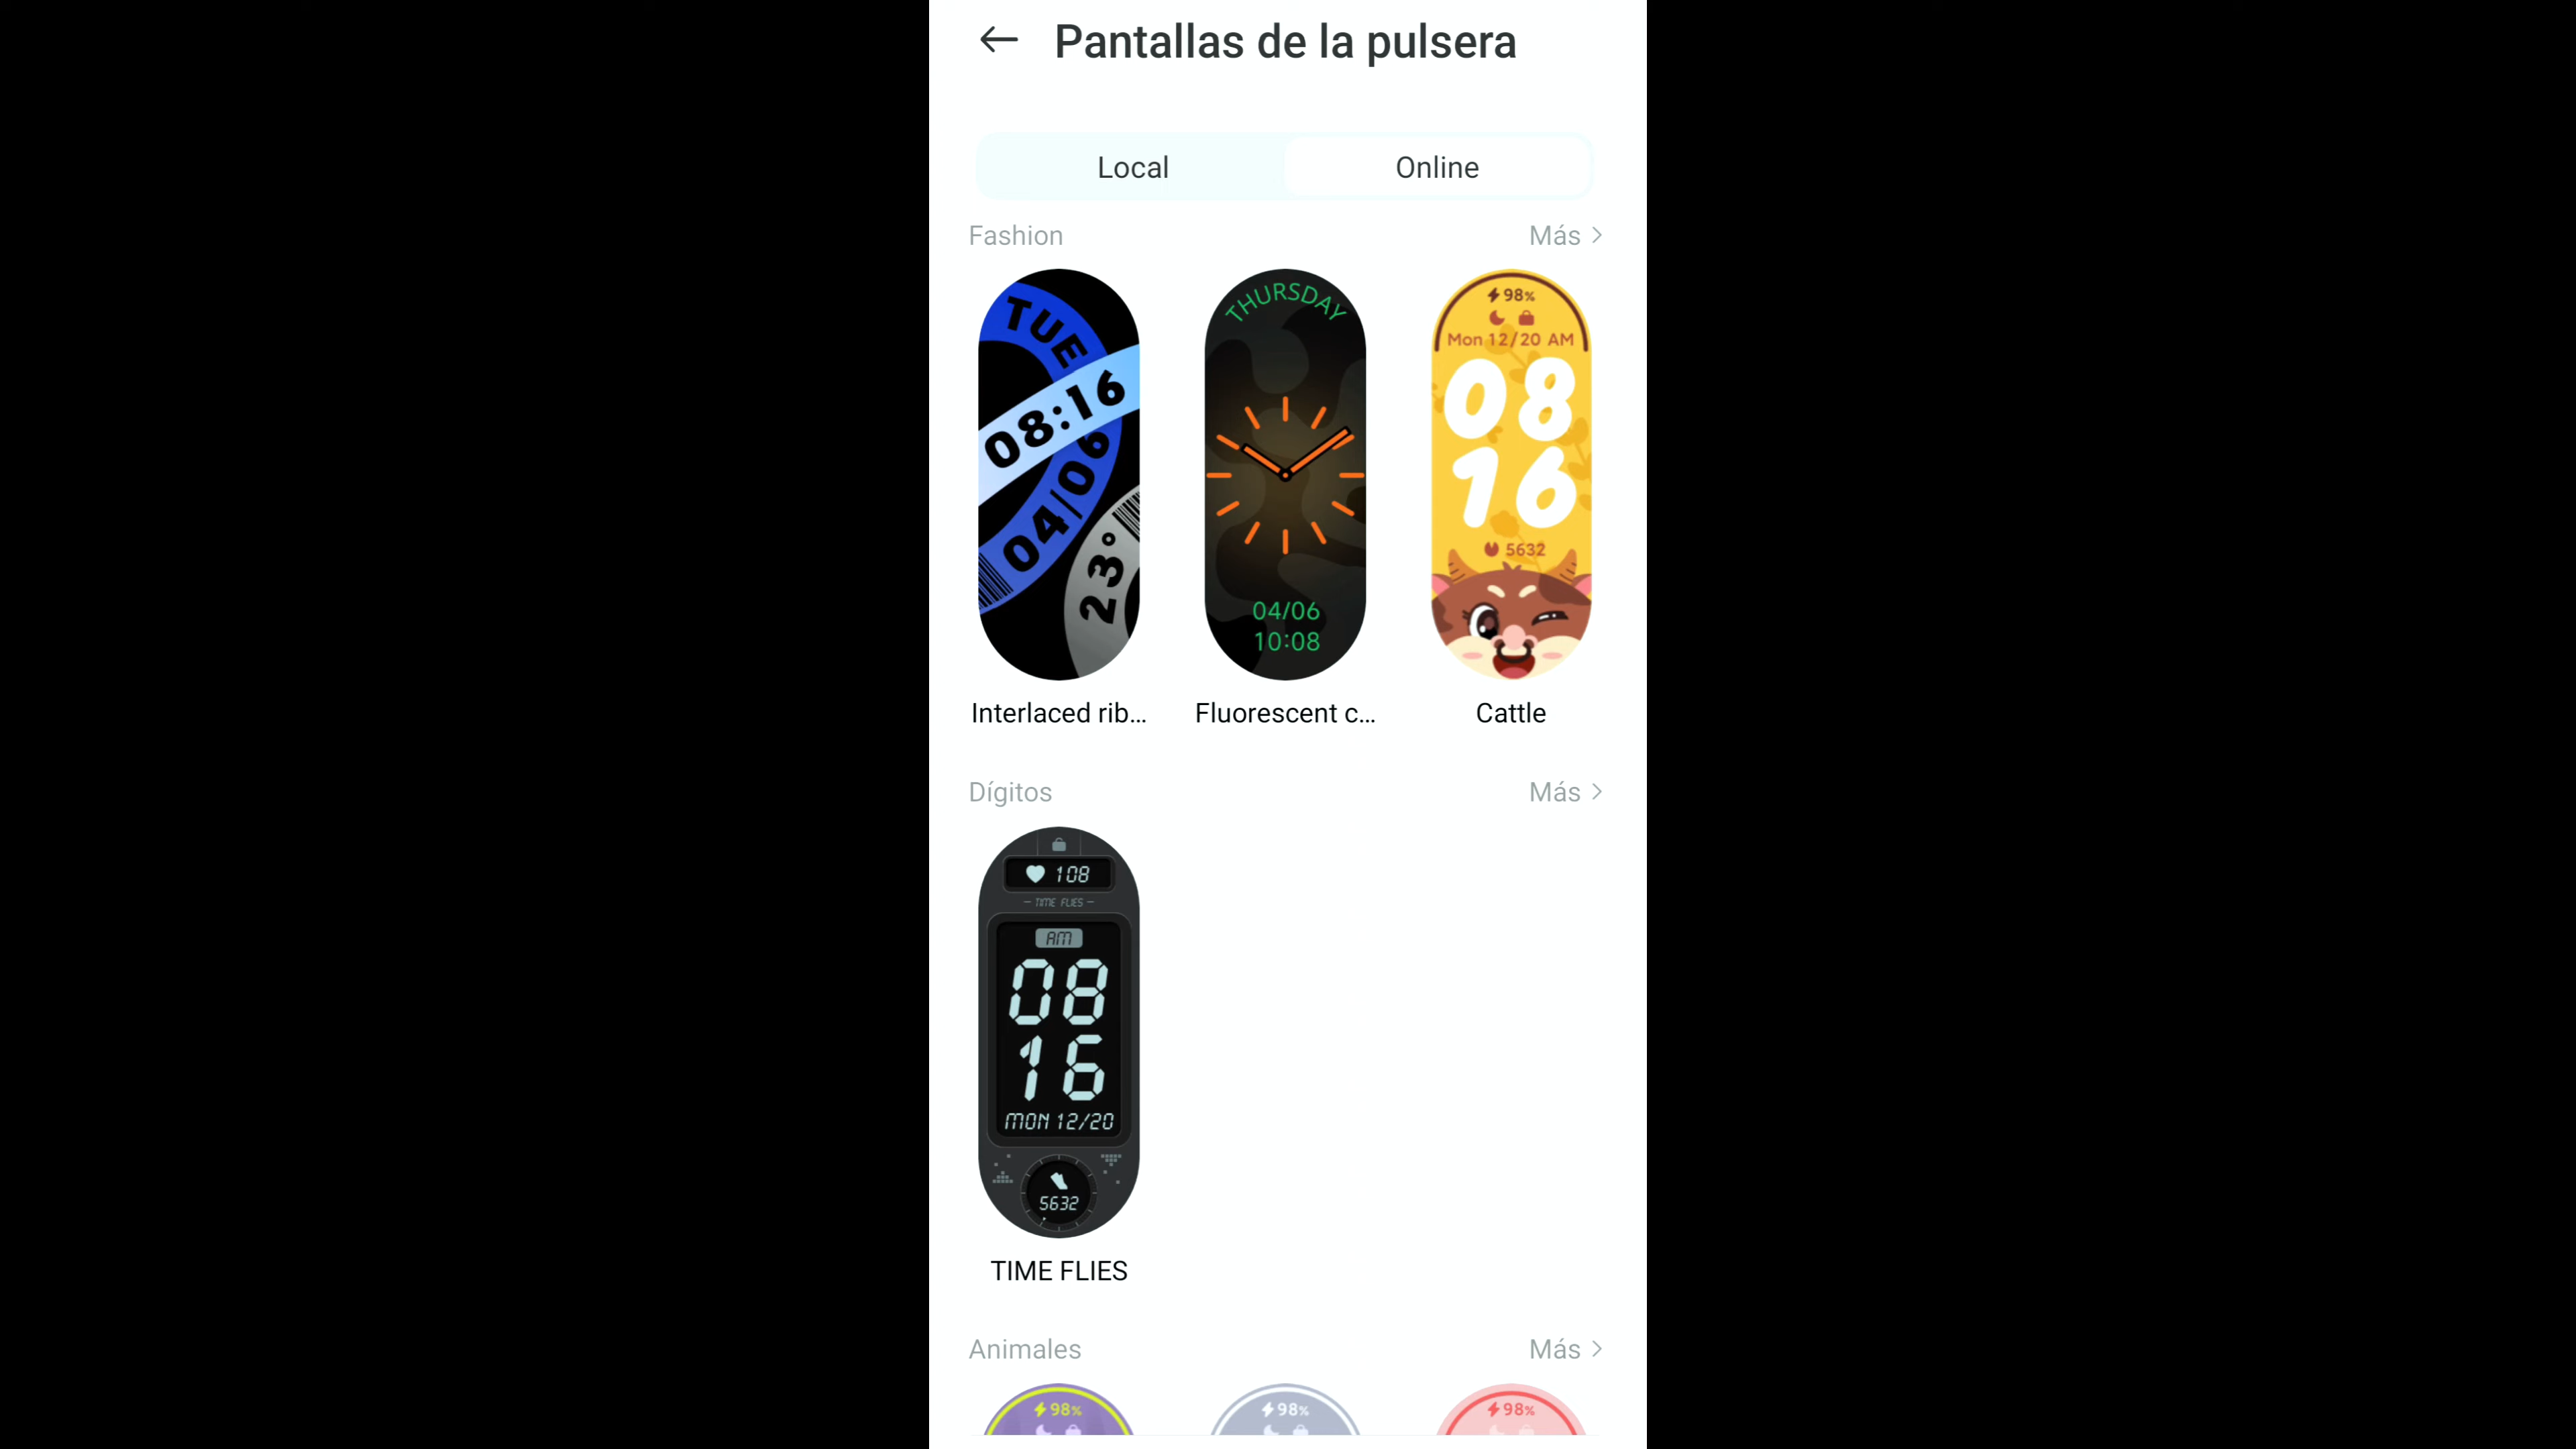 Pantallas de la pulsera
Local
Online
Fashion
Más
TUE
08:16
04/06
23°
THURSDAY
04/06
10:08
98%
Mon 12/20 AM
08
16
5632
Interlaced rib...
Fluorescent c...
Cattle
Dígitos
Más
108
TIME FLIES
AM
08
16
MON 12/20
5632
TIME FLIES
Animales
Más
98%
98%
98%